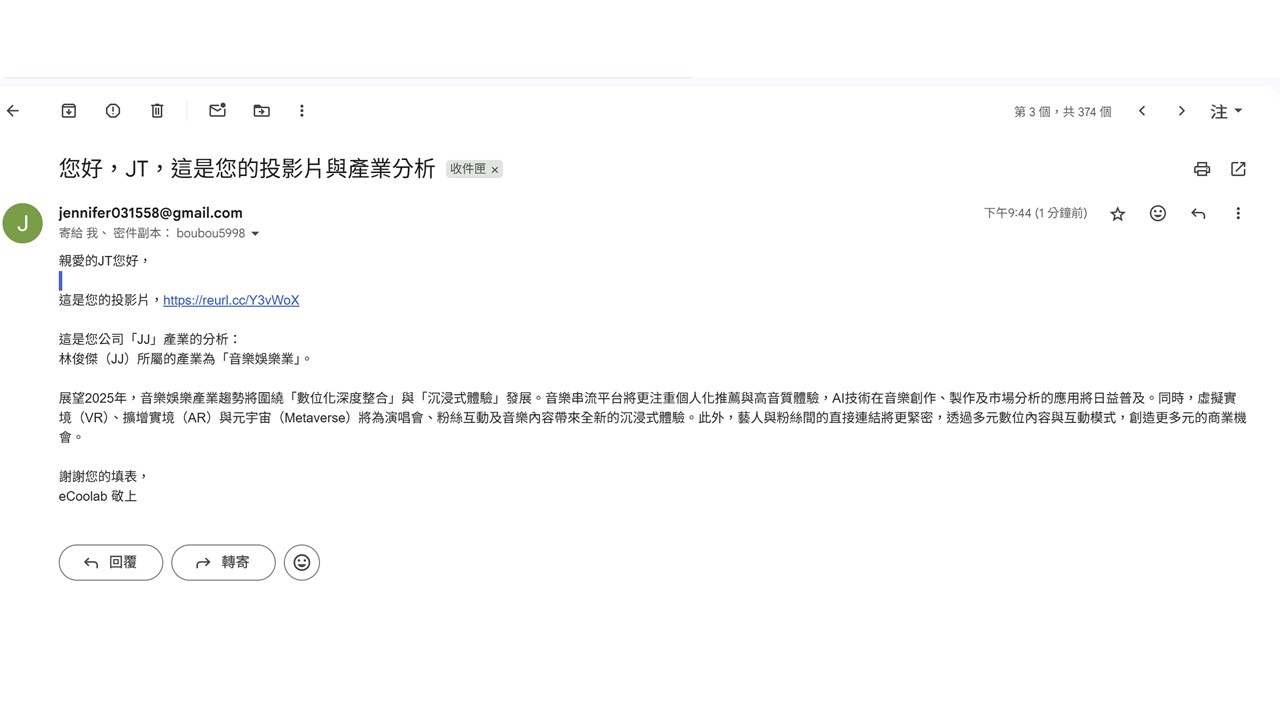 第 3 個，共 374 個
注
您好，JT，這是您的投影片與產業分析
收件匣 ×
J
jennifer031558@gmail.com
下午9:44 (1 分鐘前)
寄給 我、 密件副本： boubou5998
親愛的JT您好，
這是您的投影片，https://reurl.cc/Y3vWoX
這是您公司「JJ」產業的分析：
林俊傑（JJ）所屬的產業為「音樂娛樂業」。
展望2025年，音樂娛樂產業趨勢將圍繞「數位化深度整合」與「沉浸式體驗」發展。音樂串流平台將更注重個人化推薦與高音質體驗，AI技術在音樂創作、製作及市場分析的應用將日益普及。同時，虛擬實
境（VR）、擴增實境（AR）與元宇宙（Metaverse）將為演唱會、粉絲互動及音樂內容帶來全新的沉浸式體驗。此外，藝人與粉絲間的直接連結將更緊密，透過多元數位內容與互動模式，創造更多元的商業機
會。
謝謝您的填表，
eCoolab 敬上
回覆
轉寄